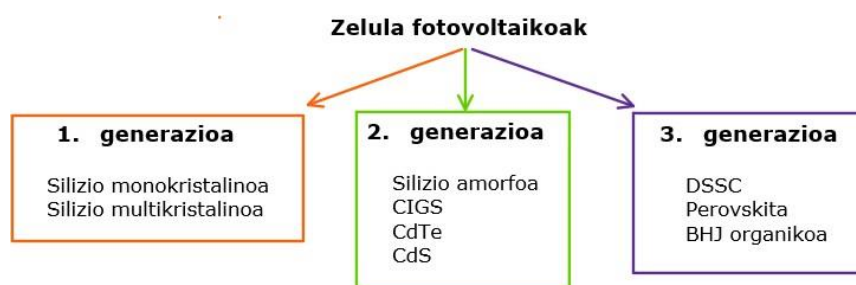 Zelula fotovoltaikoak
1. generazioa
Silizio monokristalinoa
Silizio multikristalinoa
2. generazioa
Silizio amorfoa
CIGS
CdTe
CdS
3. generazioa
DSSC
Perovskita
BHJ organikoa